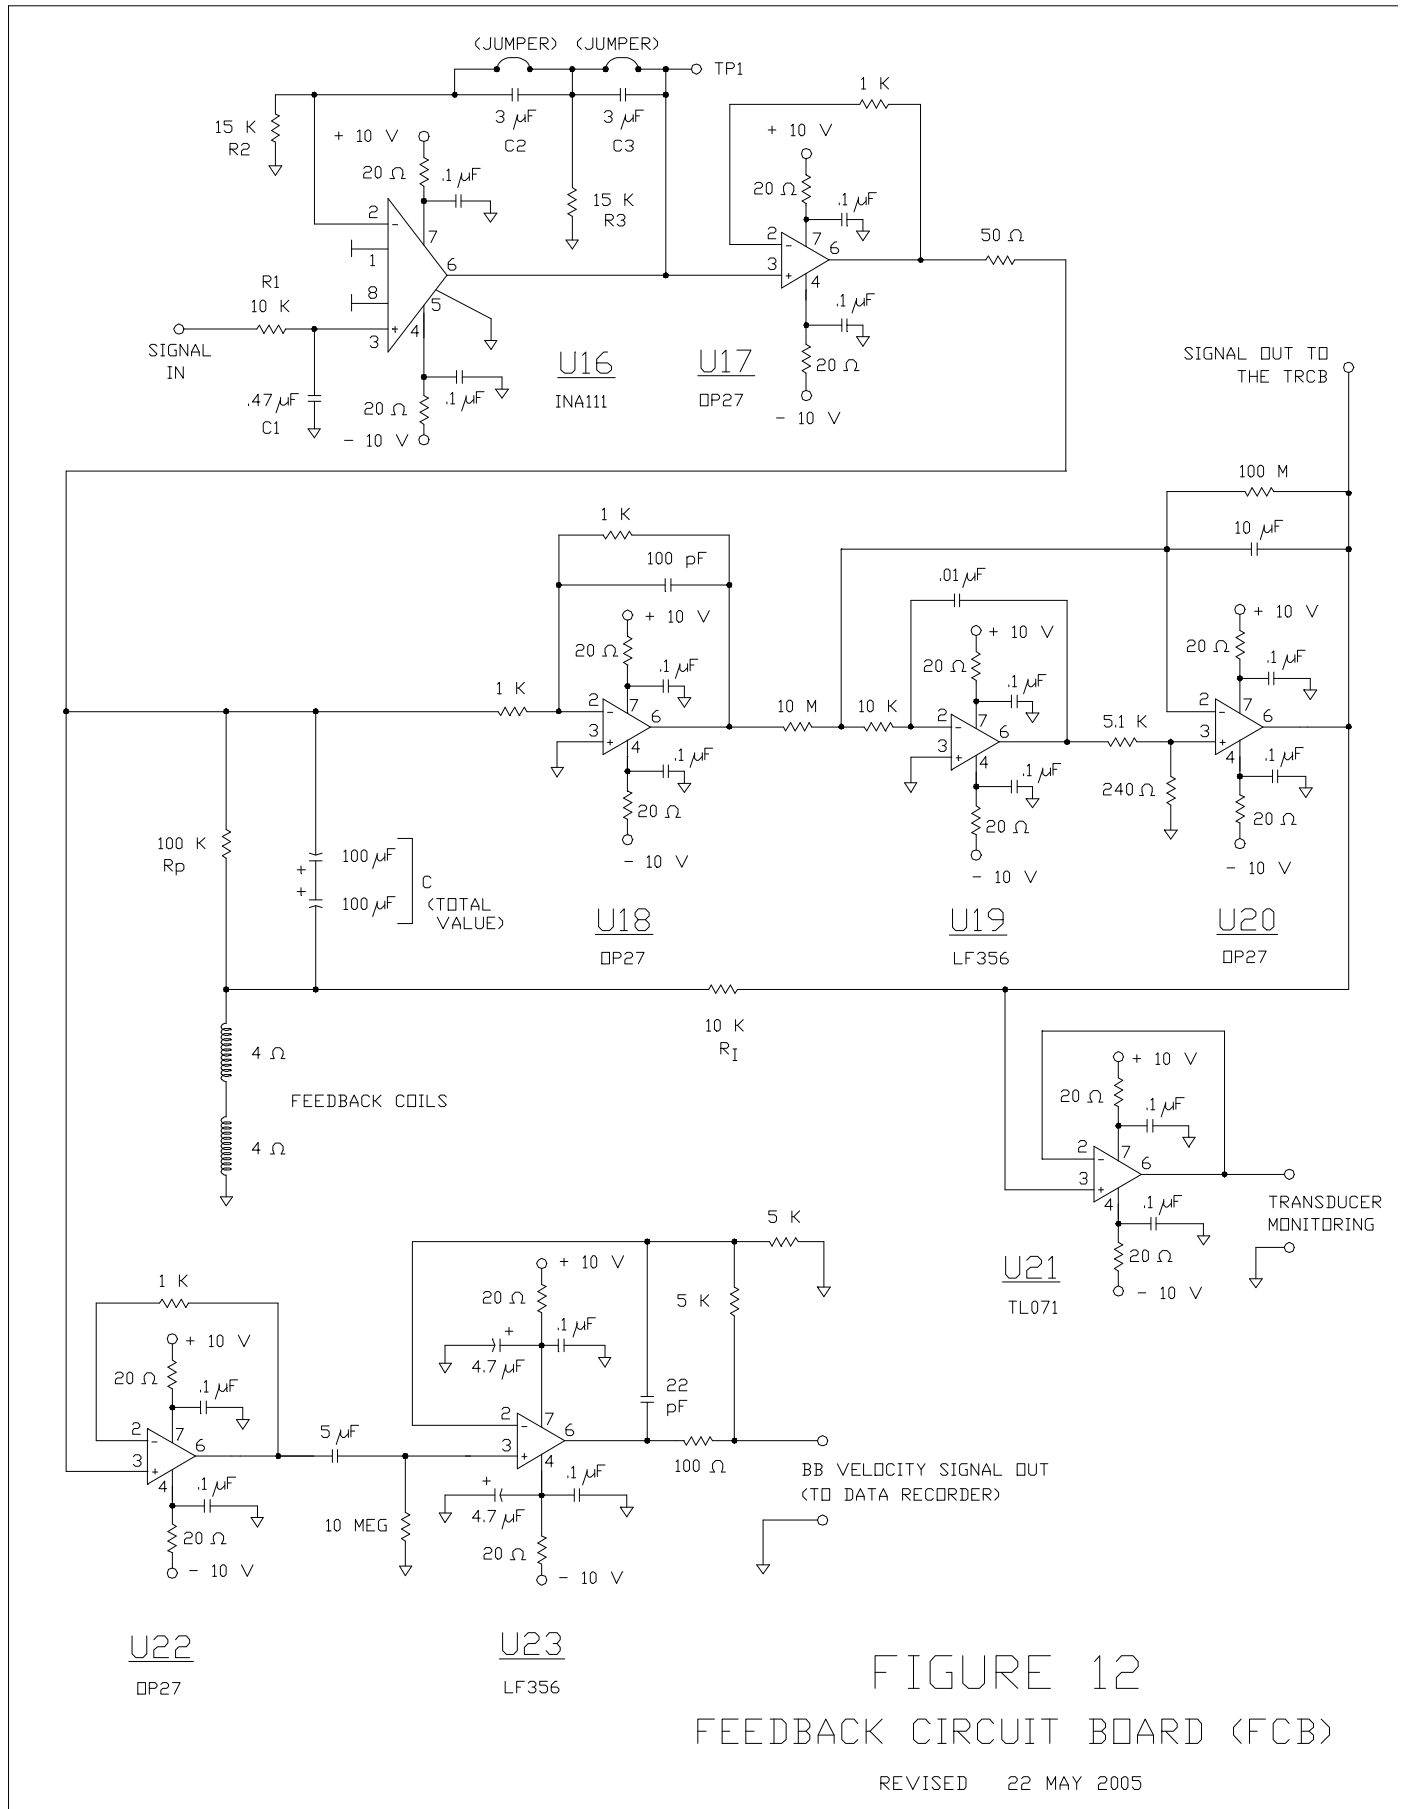 (JUMPER) (JUMPER)
TP1
1 K
3 µF
C2
3 µF
C3
15 K
R2
+ 10 V
20 Ω
.1 µF
15 K
R3
+ 10 V
20 Ω
.1 µF
2
-
7
1
6
8
5
3
+
4
R1
10 K
SIGNAL
IN
.47 µF
C1
20 Ω
.1 µF
- 10 V
U16
INA111
2
-
7
6
3
+
4
50 Ω
.1 µF
20 Ω
- 10 V
U17
OP27
SIGNAL OUT TO
THE TRCB
100 M
10 µF
1 K
100 pF
.01 µF
+ 10 V
20 Ω
.1 µF
+ 10 V
20 Ω
.1 µF
+ 10 V
20 Ω
.1 µF
1 K
2
-
7
6
3
+
4
10 M
10 K
2
-
7
6
3
+
4
5.1 K
240 Ω
2
-
7
6
3
+
4
.1 µF
20 Ω
- 10 V
.1 µF
20 Ω
- 10 V
.1 µF
20 Ω
- 10 V
100 K
Rp
+
100 µF
+
100 µF
C
(TOTAL
VALUE)
U18
OP27
U19
LF356
U20
OP27
10 K
RI
4 Ω
FEEDBACK COILS
4 Ω
+ 10 V
20 Ω
.1 µF
2
-
7
6
3
+
4
.1 µF
20 Ω
- 10 V
TRANSDUCER
MONITORING
U21
TL071
1 K
+ 10 V
20 Ω
.1 µF
2
-
7
6
3
+
4
.1 µF
20 Ω
- 10 V
5 µF
10 MEG
5 K
5 K
+ 10 V
20 Ω
+
4.7 µF
.1 µF
22
pF
2
-
7
6
3
+
4
100 Ω
+
4.7 µF
.1 µF
20 Ω
- 10 V
BB VELOCITY SIGNAL OUT
(TO DATA RECORDER)
U22
OP27
U23
LF356
FIGURE 12
FEEDBACK CIRCUIT BOARD (FCB)
REVISED 22 MAY 2005